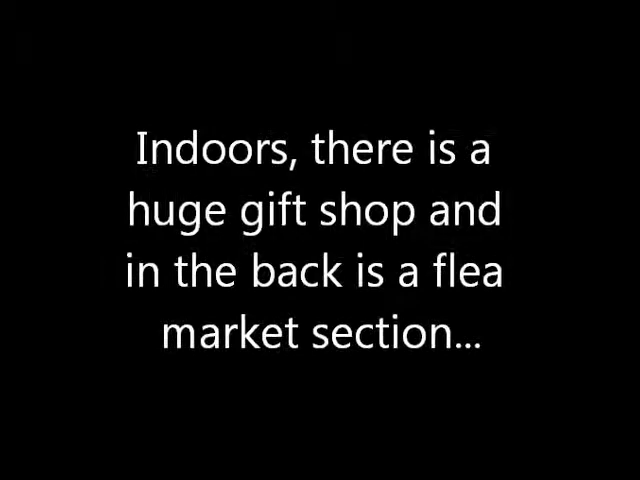 Indoors, there is a
huge gift shop and
in the back is a flea
market section...